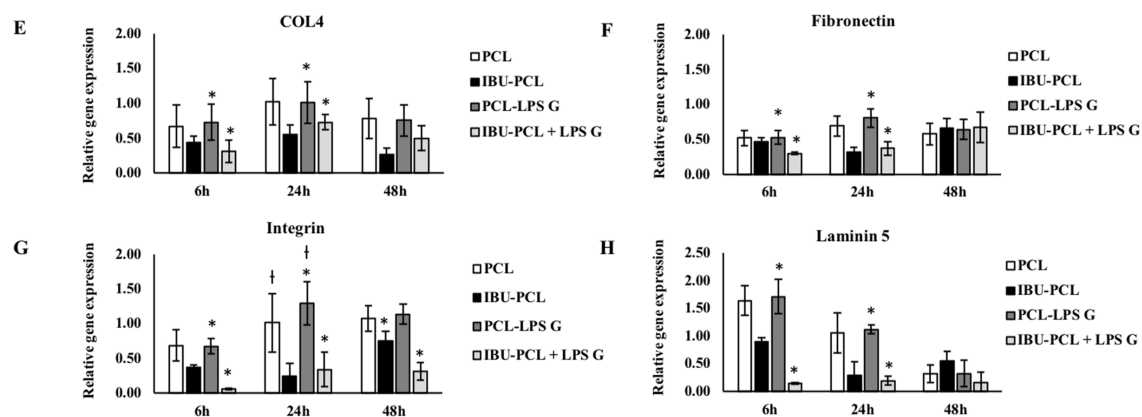 E
COL4
Relative gene expression
2.00
1.50
1.00
0.50
0.00
* * * *
6h 24h 48h
PCL
IBU-PCL
PCL-LPS G
IBU-PCL + LPS G
F
Fibronectin
Relative gene expression
2.00
1.50
1.00
0.50
0.00
* * * *
6h 24h 48h
PCL
IBU-PCL
PCL-LPS G
IBU-PCL + LPS G
G
Integrin
Relative gene expression
2.00
1.50
1.00
0.50
0.00
ƚ ƚ
* * * * *
6h 24h 48h
PCL
IBU-PCL
PCL-LPS G
IBU-PCL + LPS G
H
Laminin 5
Relative gene expression
2.50
2.00
1.50
1.00
0.50
0.00
* * * *
6h 24h 48h
PCL
IBU-PCL
PCL-LPS G
IBU-PCL + LPS G